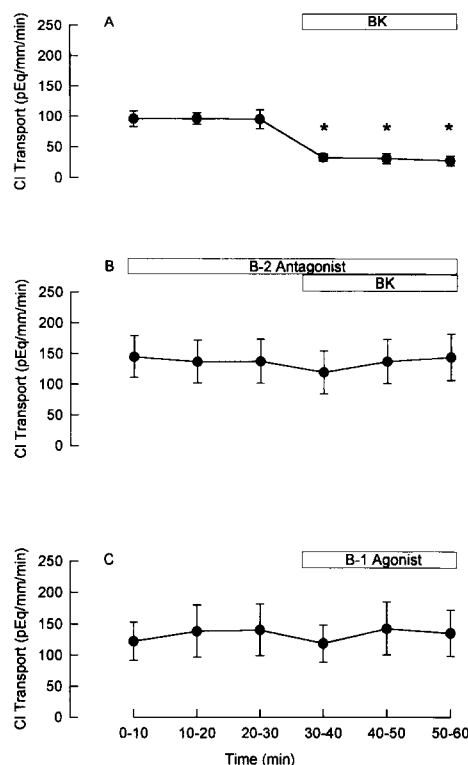 A
BK
Cl Transport (pEq/mm/min)
250
200
150
100
50
0
*
*
*
B
B-2 Antagonist
BK
Cl Transport (pEq/mm/min)
250
200
150
100
50
0
C
B-1 Agonist
Cl Transport (pEq/mm/min)
250
200
150
100
50
0
0-10 10-20 20-30 30-40 40-50 50-60
Time (min)